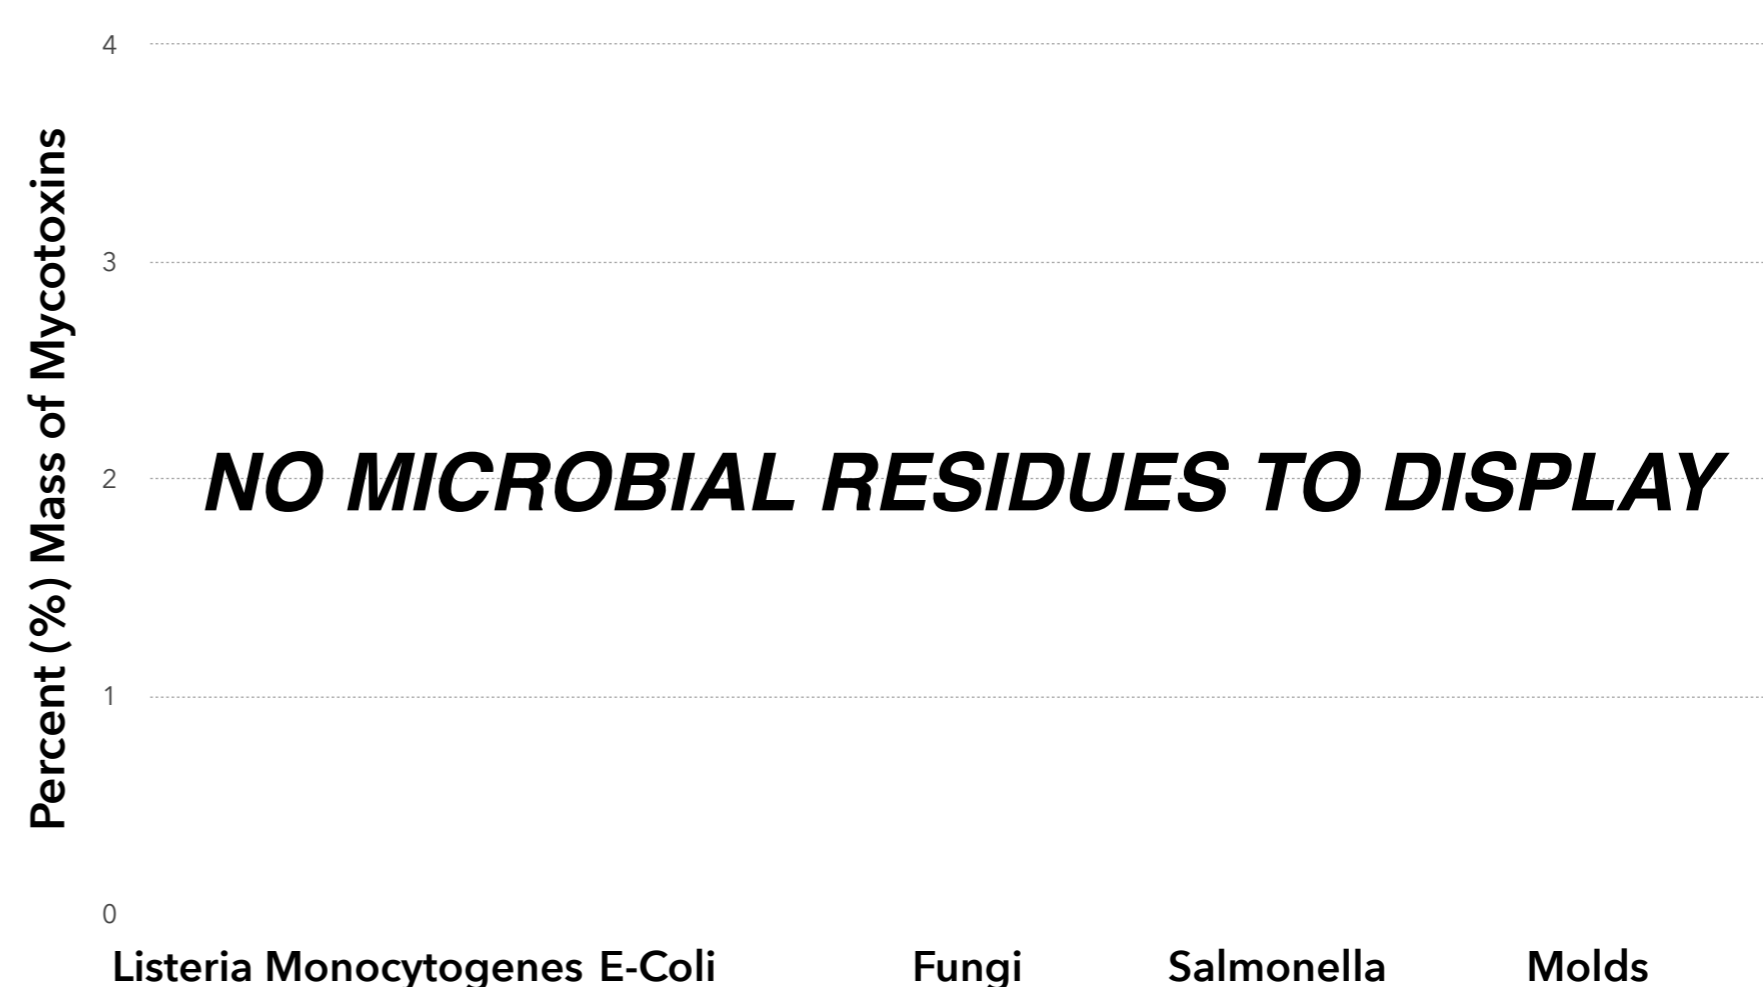 Percent (%) Mass of Mycotoxins
4
3
2
1
0
NO MICROBIAL RESIDUES TO DISPLAY
Listeria Monocytogenes E-Coli Fungi Salmonella Molds